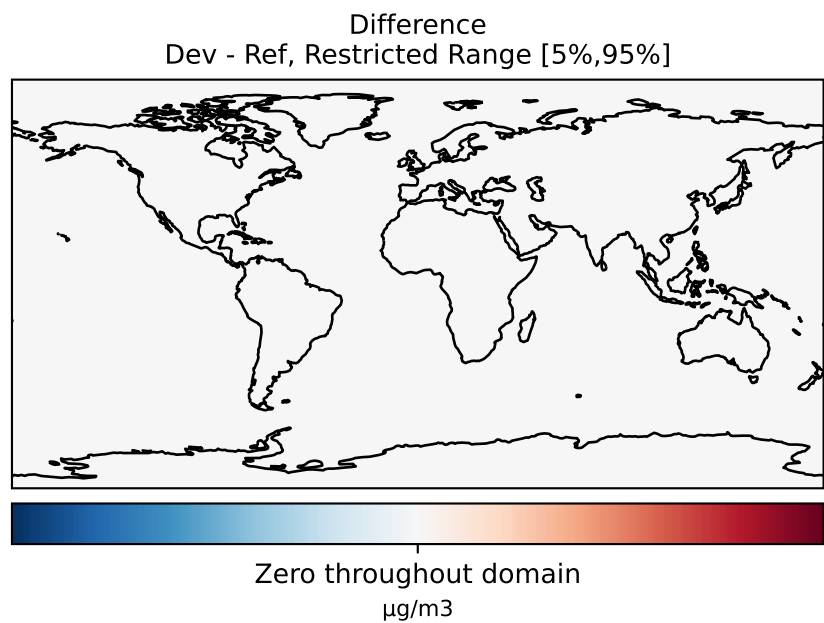 Difference
Dev - Ref, Restricted Range [5%,95%]
Zero throughout domain
μg/m3